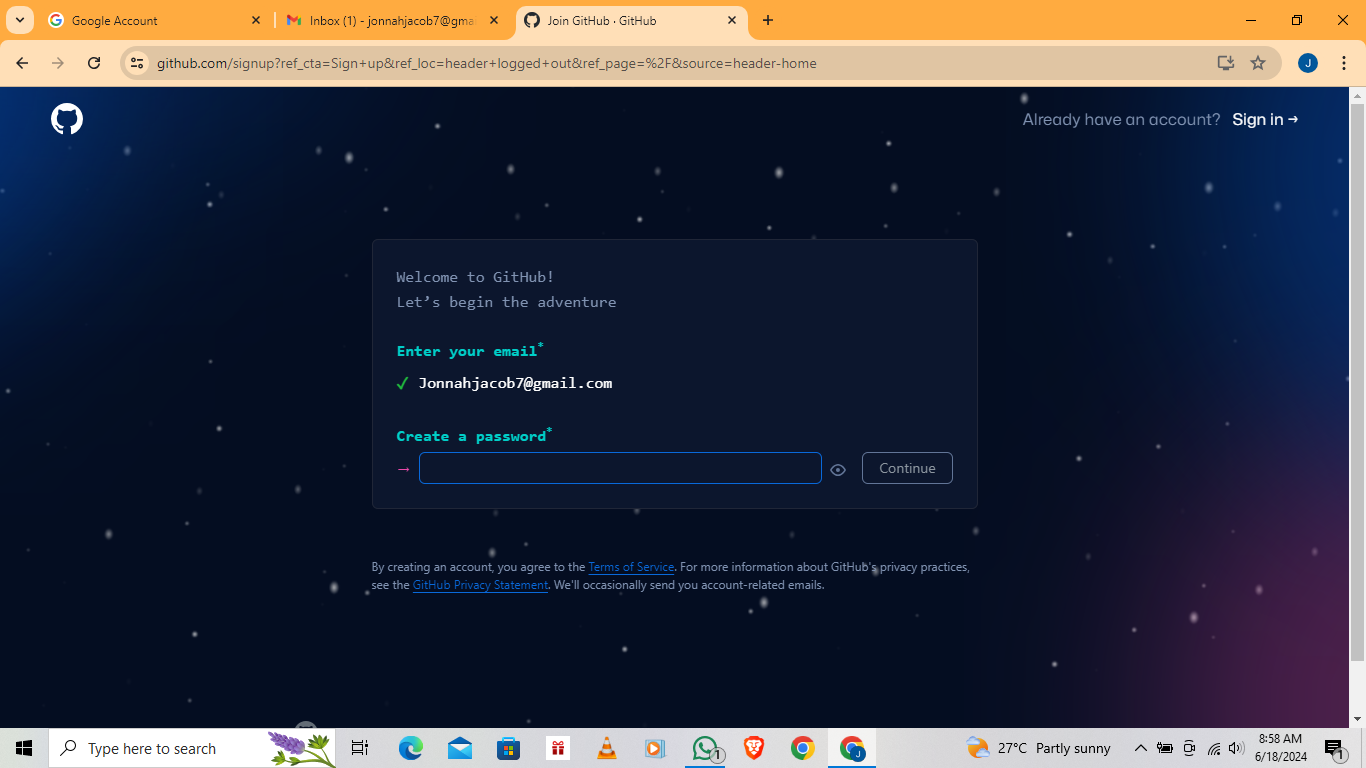 Google Account
Inbox (1) - jonnahjacob7@gma
Join GitHub · GitHub
github.com/signup?ref_cta=Sign+up&ref_loc=header+logged+out&ref_page=%2F&source=header-home
J
Already have an account? Sign in →
Welcome to GitHub!
Let’s begin the adventure
Enter your email*
✓ Jonnahjacob7@gmail.com
Create a password*
→
Continue
By creating an account, you agree to the Terms of Service. For more information about GitHub's privacy practices,
see the GitHub Privacy Statement. We'll occasionally send you account-related emails.
Type here to search
1
J
27°C Partly sunny
8:58 AM
6/18/2024
1